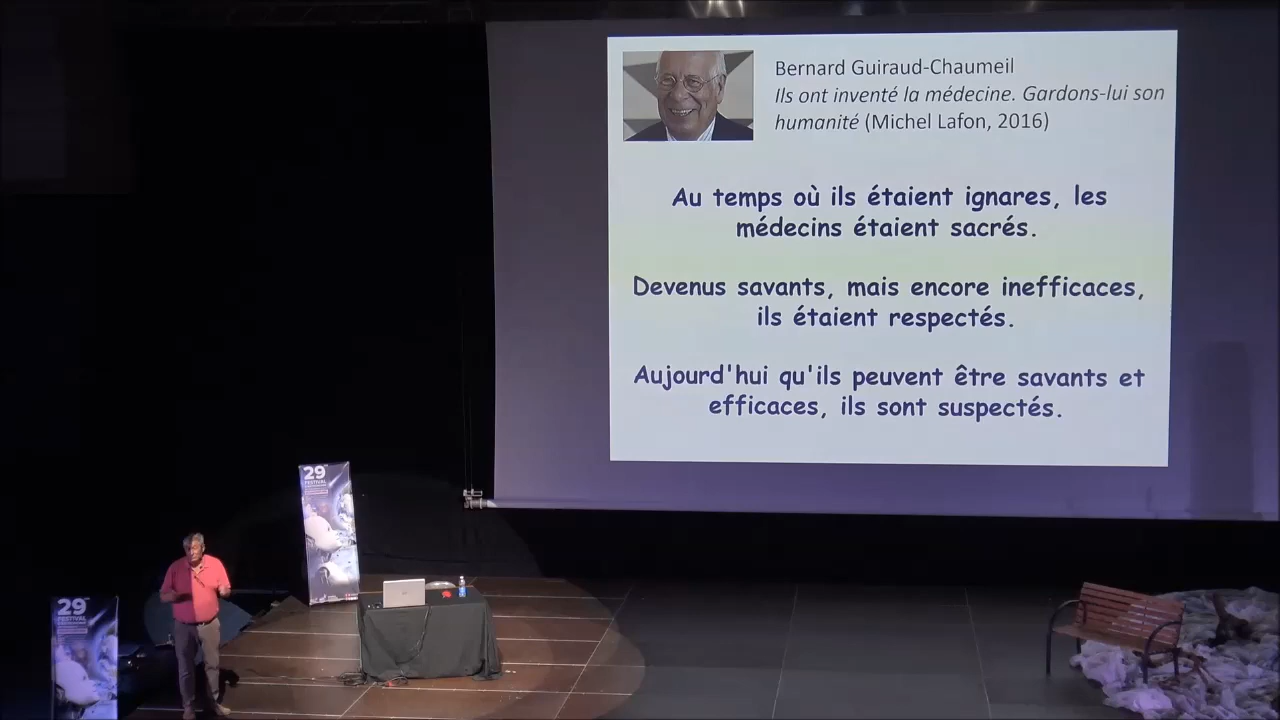 Bernard Guiraud-Chaumeil
Ils ont inventé la médecine. Gardons-lui son
humanité (Michel Lafon, 2016)
Au temps où ils étaient ignares, les
médecins étaient sacrés.
Devenus savants, mais encore inefficaces,
ils étaient respectés.
Aujourd'hui qu'ils peuvent être savants et
efficaces, ils sont suspectés.
29
FESTIVAL
29
FESTIVAL